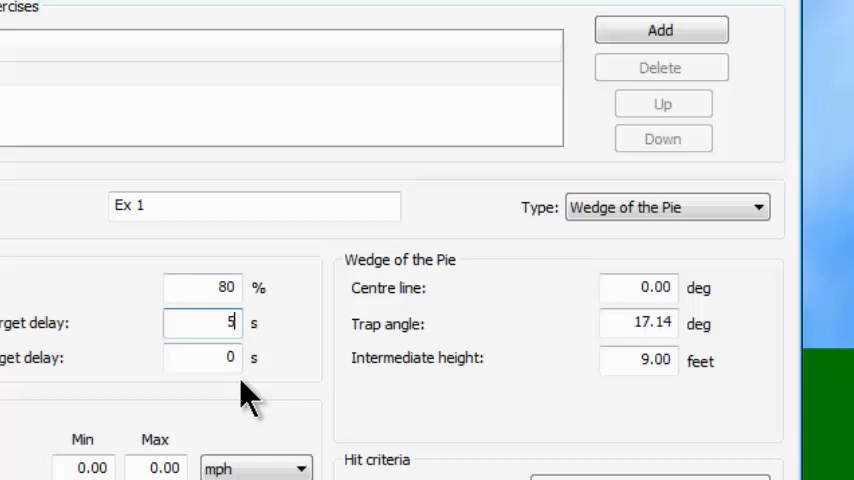 ercises
Add
Delete
Up
Down
Ex 1
Type: Wedge of the Pie
Wedge of the Pie
80 %
Centre line: 0.00 deg
rget delay: 5 s
Trap angle: 17.14 deg
get delay: 0 s
Intermediate height: 9.00 feet
Min Max
0.00 0.00 mph
Hit criteria